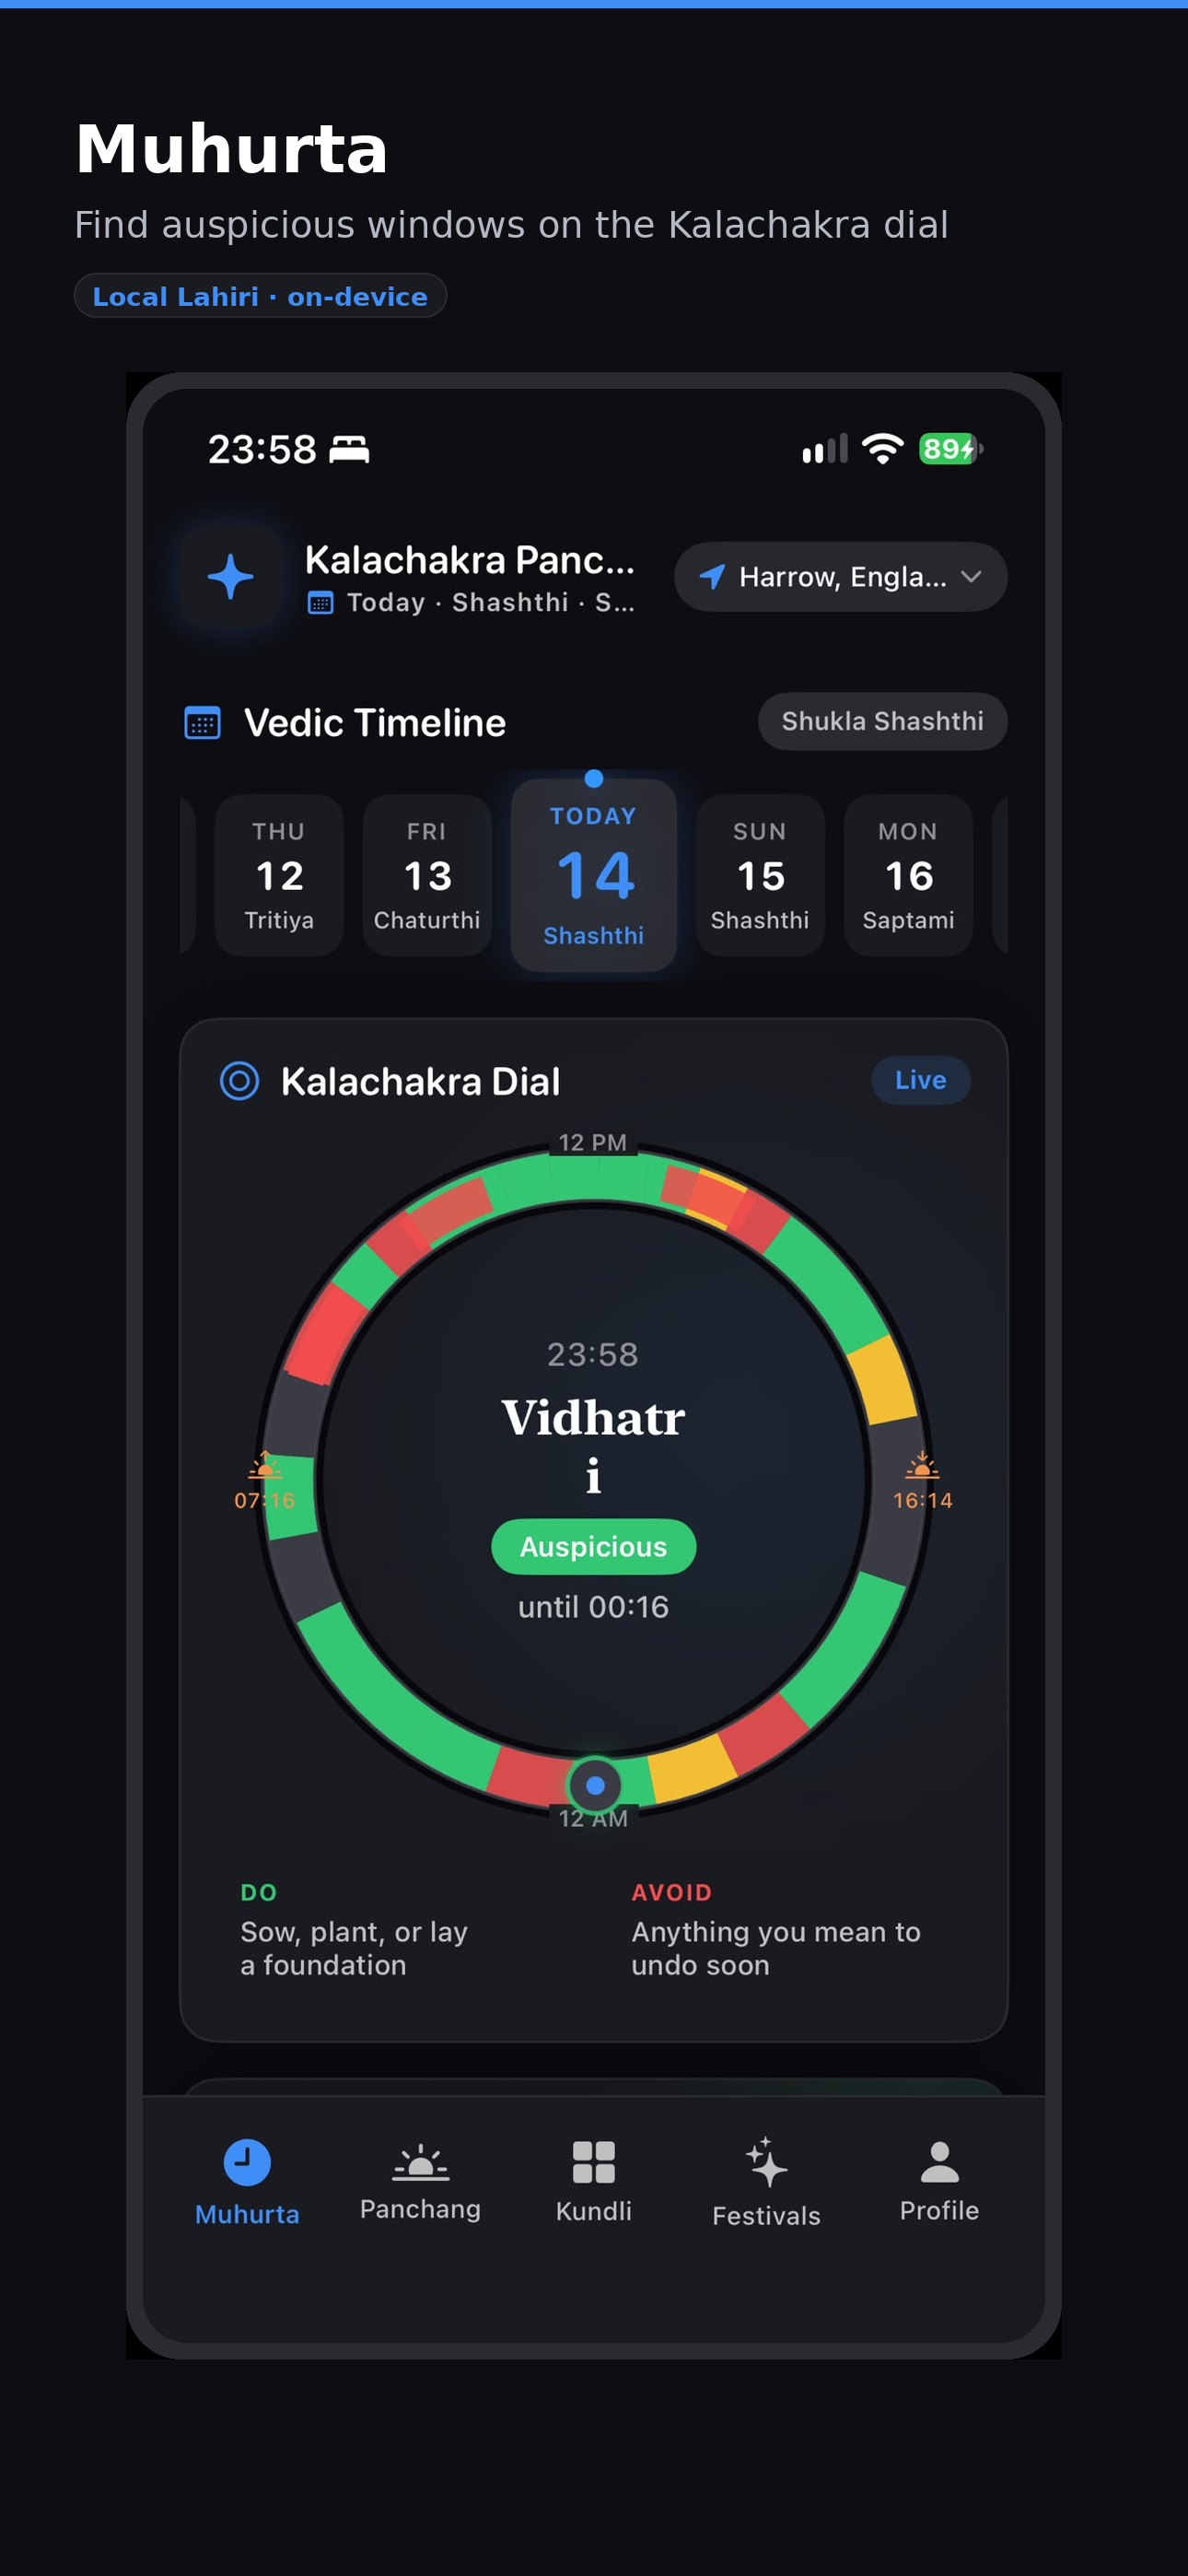 Muhurta
Find auspicious windows on the Kalachakra dial
Local Lahiri · on-device
23:58
89
Kalachakra Panc...
Harrow, Engla...
Today · Shashthi · S...
Vedic Timeline
Shukla Shashthi
THU
12
Tritiya
FRI
13
Chaturthi
TODAY
14
Shashthi
SUN
15
Shashthi
MON
16
Saptami
Kalachakra Dial
Live
12 PM
23:58
Vidhatr
i
07:16
16:14
Auspicious
until 00:16
12 AM
DO
Sow, plant, or lay
a foundation
AVOID
Anything you mean to
undo soon
Muhurta
Panchang
Kundli
Festivals
Profile